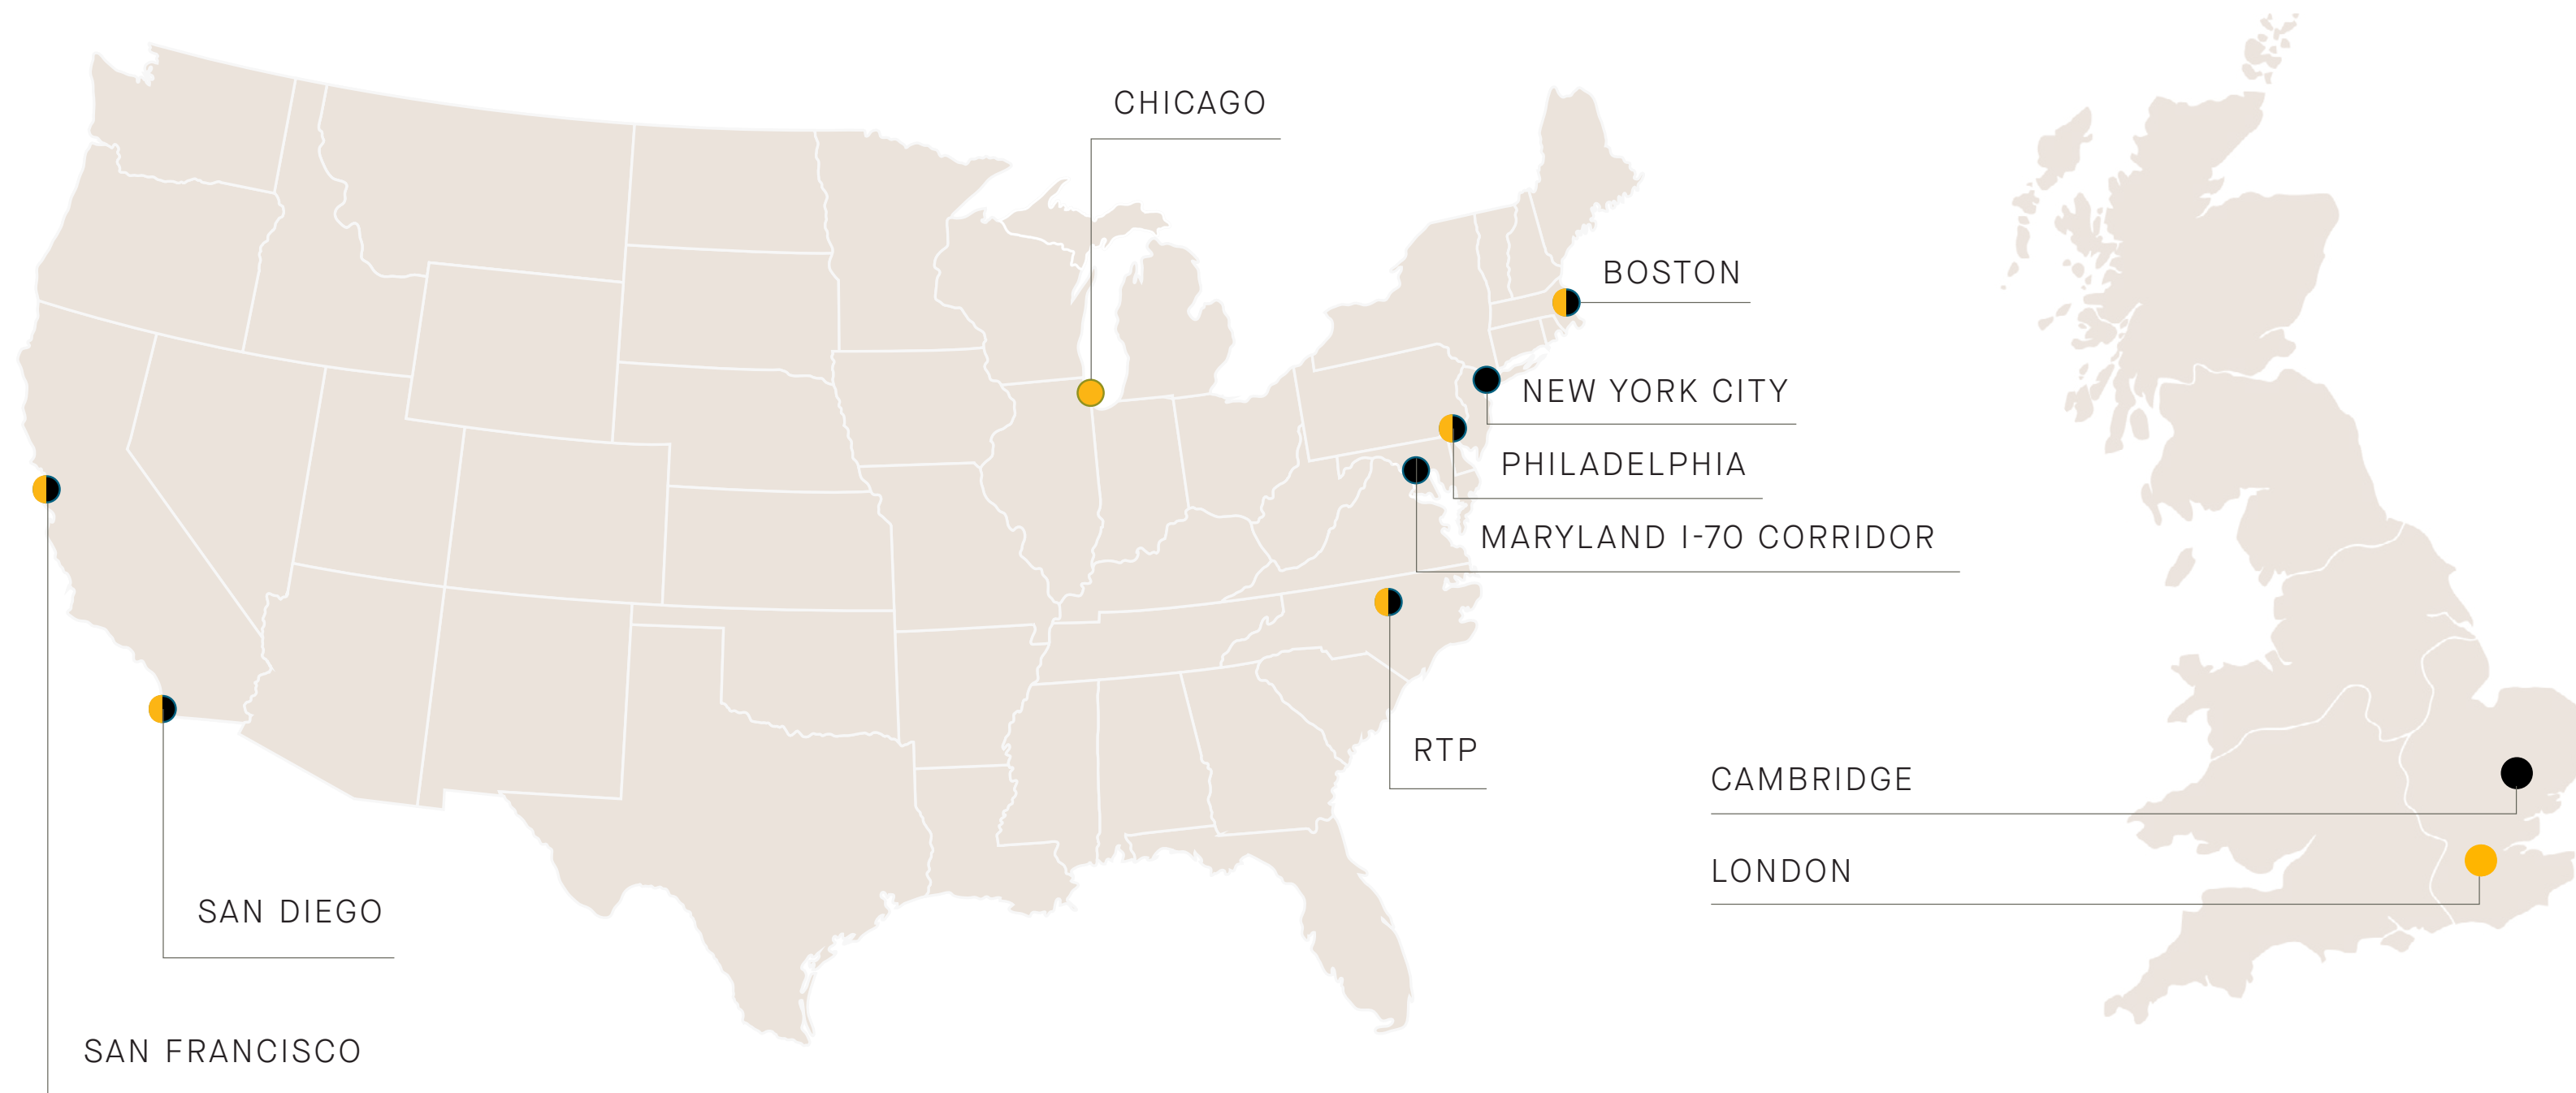 CHICAGO
BOSTON
NEW YORK CITY
PHILADELPHIA
MARYLAND I-70 CORRIDOR
RTP
CAMBRIDGE
LONDON
SAN DIEGO
SAN FRANCISCO